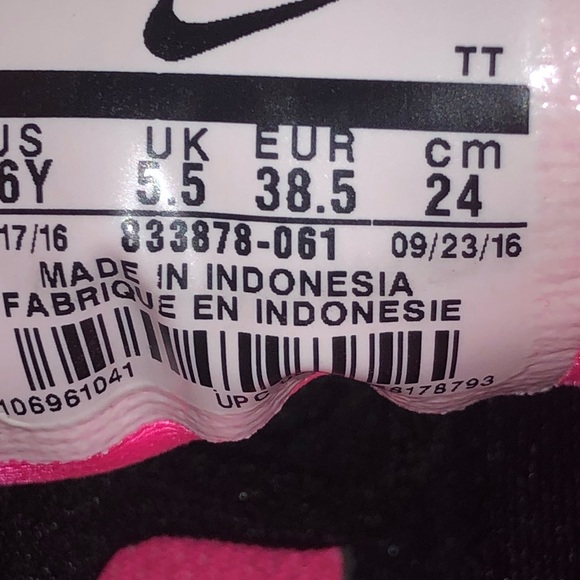 TT
US UK EUR cm
6Y 5.5 38.5 24
17/16 833878-061 09/23/16
MADE IN INDONESIA
FABRIQUE EN INDONESIE
106961041 UPC 8178793